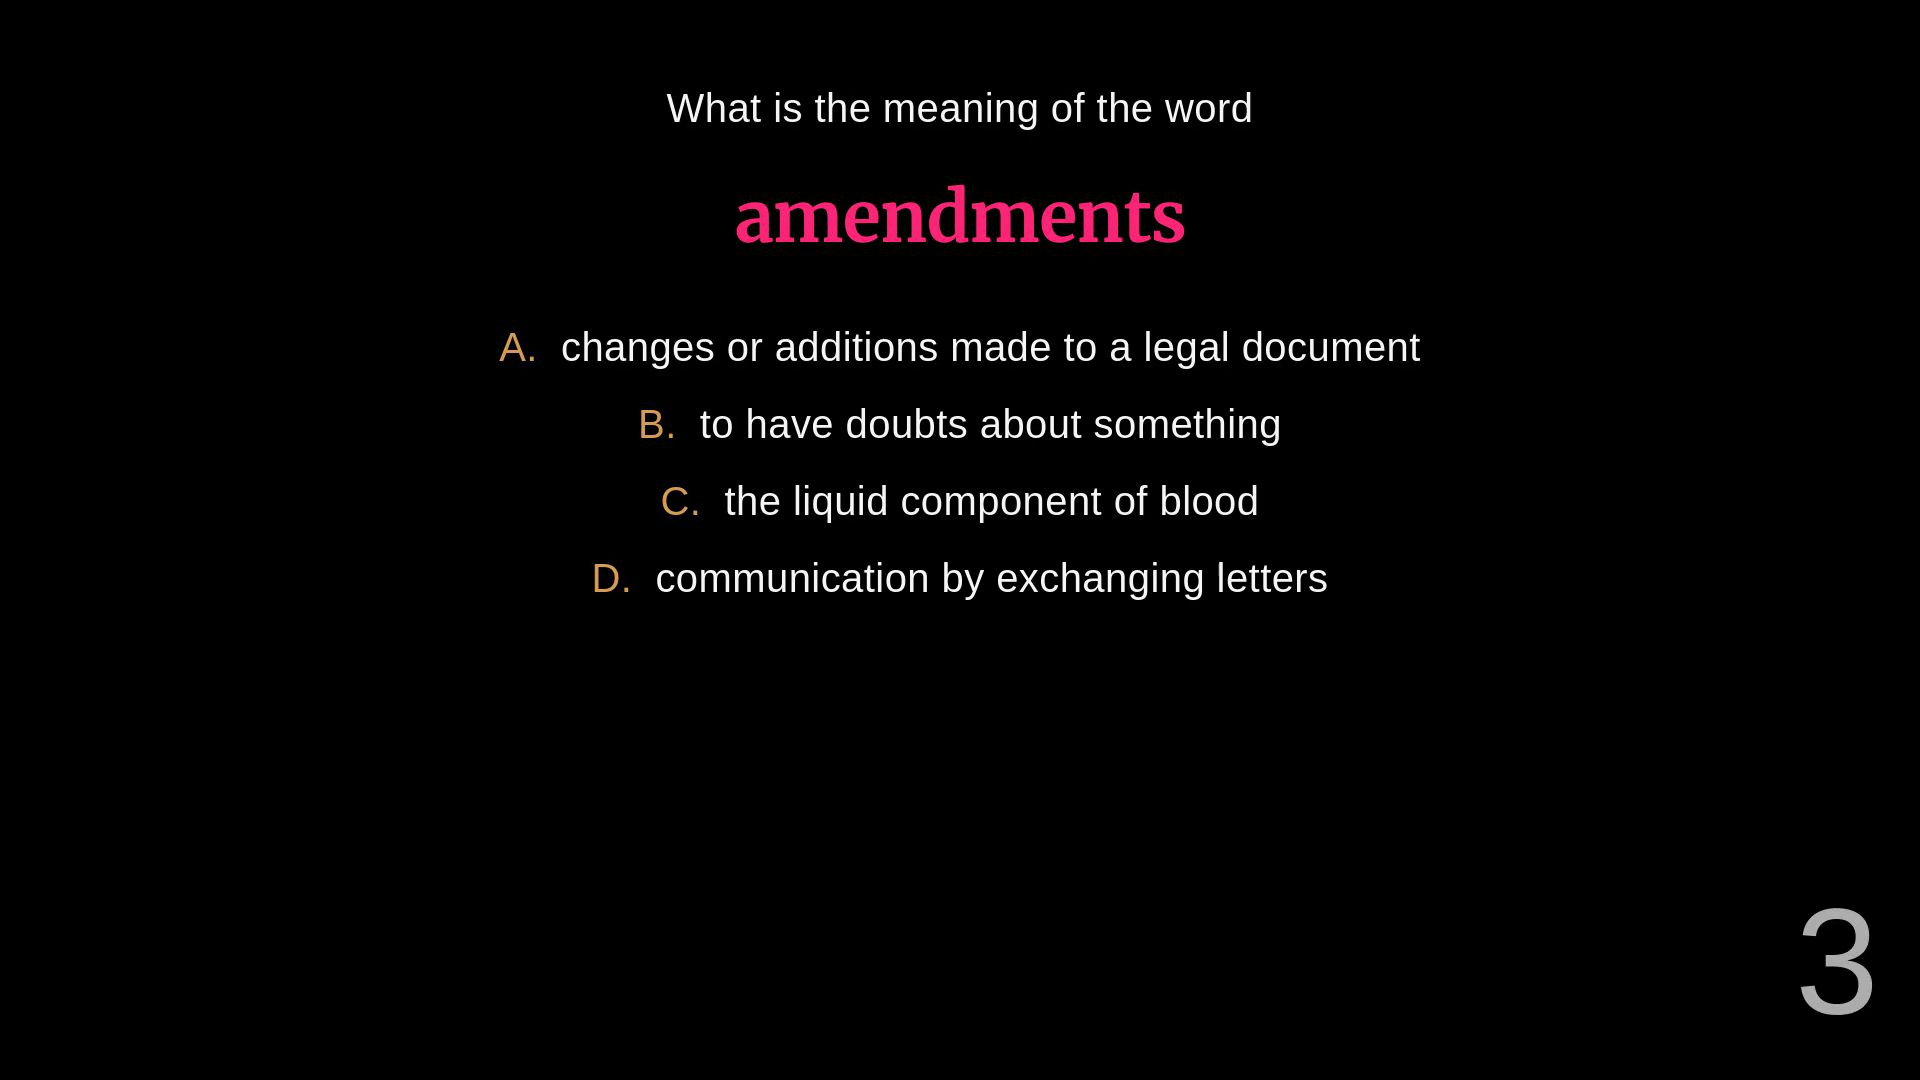 What is the meaning of the word
amendments
A. changes or additions made to a legal document
B. to have doubts about something
C. the liquid component of blood
D. communication by exchanging letters
3